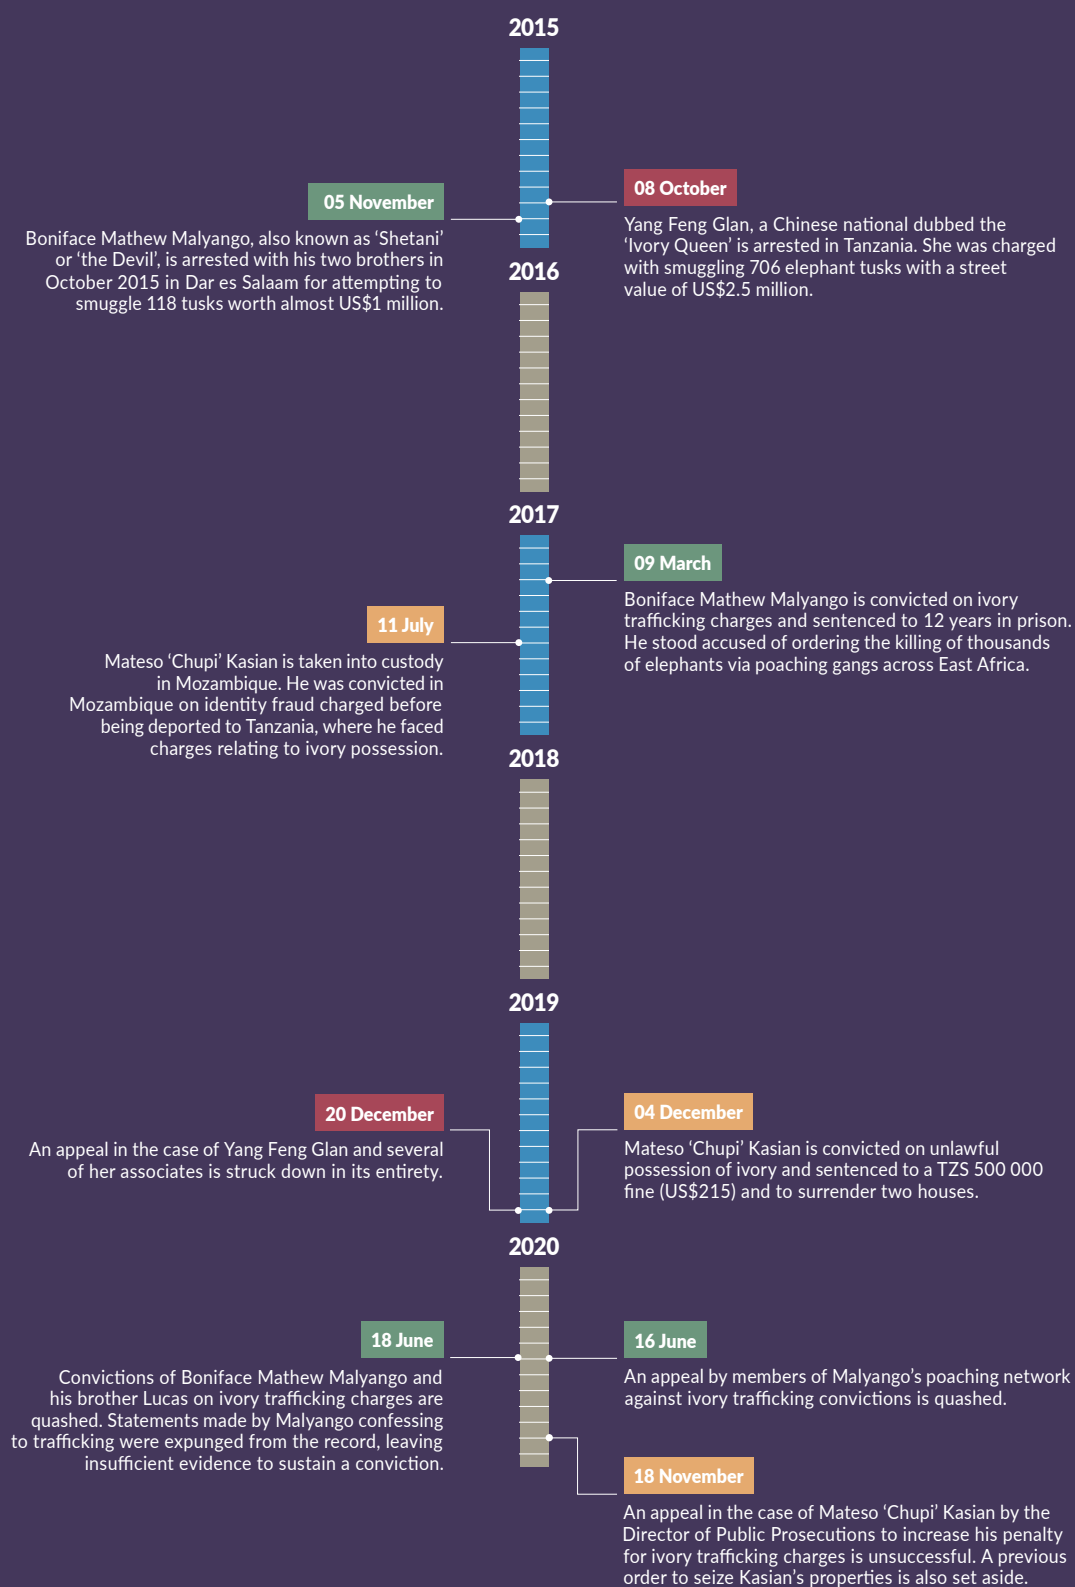 2015
08 October
Yang Feng Glan, a Chinese national dubbed the
‘Ivory Queen’ is arrested in Tanzania. She was charged
with smuggling 706 elephant tusks with a street
value of US$2.5 million.
05 November
Boniface Mathew Malyango, also known as ‘Shetani’
or ‘the Devil’, is arrested with his two brothers in
October 2015 in Dar es Salaam for attempting to
smuggle 118 tusks worth almost US$1 million.
2016
2017
09 March
Boniface Mathew Malyango is convicted on ivory
trafficking charges and sentenced to 12 years in prison.
He stood accused of ordering the killing of thousands
of elephants via poaching gangs across East Africa.
11 July
Mateso ‘Chupi’ Kasian is taken into custody
in Mozambique. He was convicted in
Mozambique on identity fraud charged before
being deported to Tanzania, where he faced
charges relating to ivory possession.
2018
2019
04 December
Mateso ‘Chupi’ Kasian is convicted on unlawful
possession of ivory and sentenced to a TZS 500 000
fine (US$215) and to surrender two houses.
20 December
An appeal in the case of Yang Feng Glan and several
of her associates is struck down in its entirety.
2020
16 June
An appeal by members of Malyango’s poaching network
against ivory trafficking convictions is quashed.
18 June
Convictions of Boniface Mathew Malyango and
his brother Lucas on ivory trafficking charges are
quashed. Statements made by Malyango confessing
to trafficking were expunged from the record, leaving
insufficient evidence to sustain a conviction.
18 November
An appeal in the case of Mateso ‘Chupi’ Kasian by the
Director of Public Prosecutions to increase his penalty
for ivory trafficking charges is unsuccessful. A previous
order to seize Kasian’s properties is also set aside.